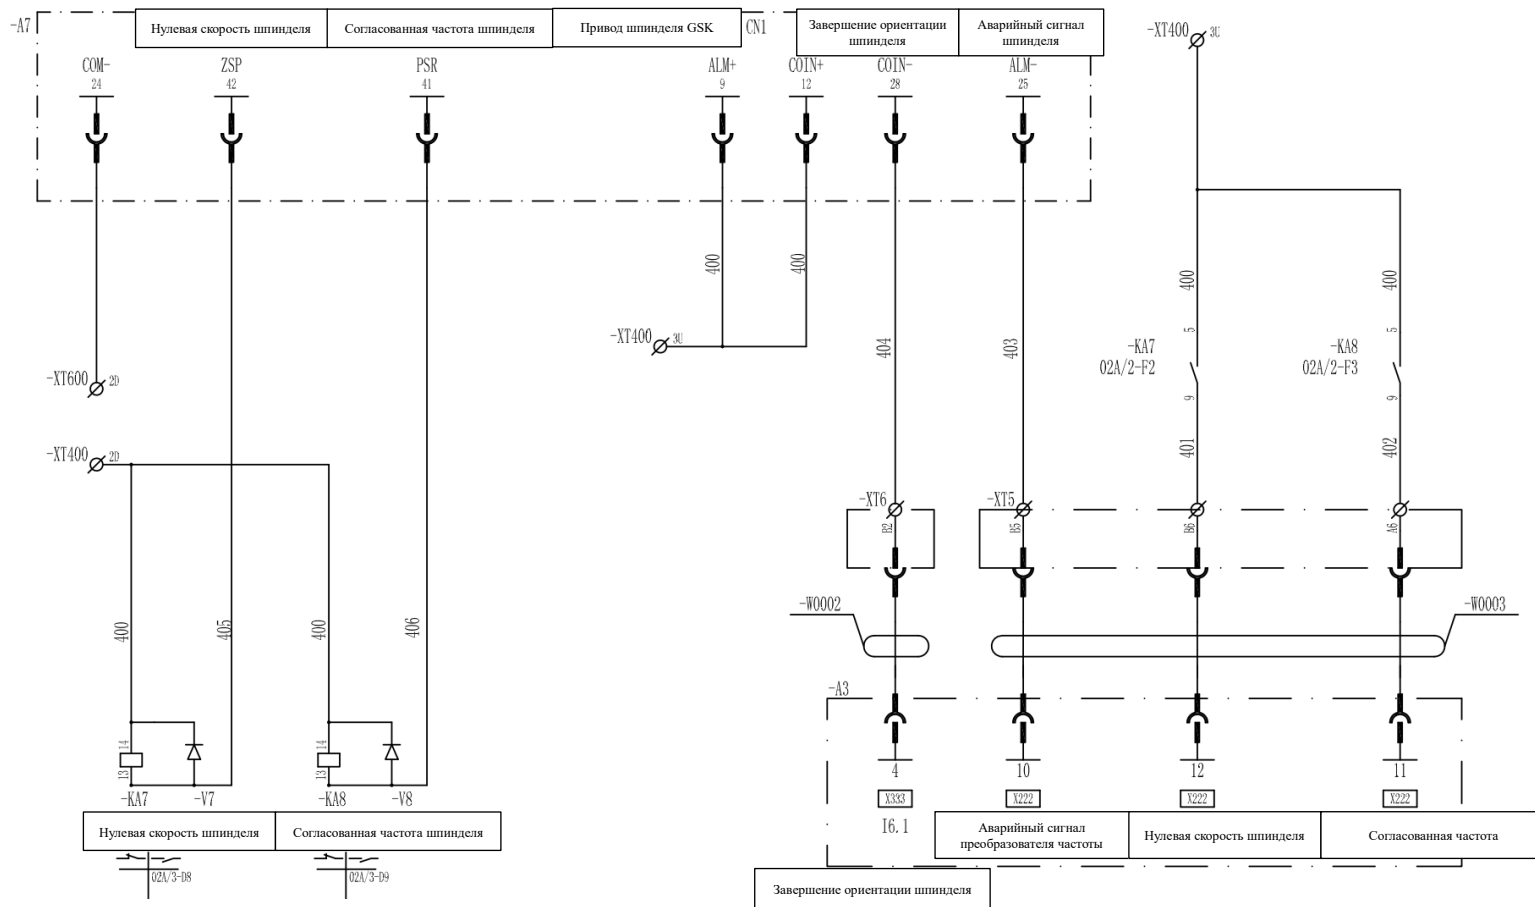 -A7
Нулевая скорость шпинделя
Согласованная частота шпинделя
Привод шпинделя GSK
CN1
Завершение ориентации
шпинделя
Аварийный сигнал
шпинделя
-XT400
3U
COM-
24
ZSP
42
PSR
41
ALM+
9
COIN+
12
COIN-
28
ALM-
25
400
400
400
400
-XT400
3U
404
403
5
5
-KA7
02A/2-F2
-KA8
02A/2-F3
-XT600
2D
9
9
401
402
-XT400
2D
-XT6
B2
-XT5
B5
B6
A6
-W0002
-W0003
400
405
400
406
-A3
14
13
14
13
-KA7
-V7
-KA8
-V8
4
10
12
11
X333
X222
X222
X222
I6.1
Нулевая скорость шпинделя
Согласованная частота шпинделя
Аварийный сигнал
преобразователя частоты
Нулевая скорость шпинделя
Согласованная частота
02A/3-D8
02A/3-D9
Завершение ориентации шпинделя